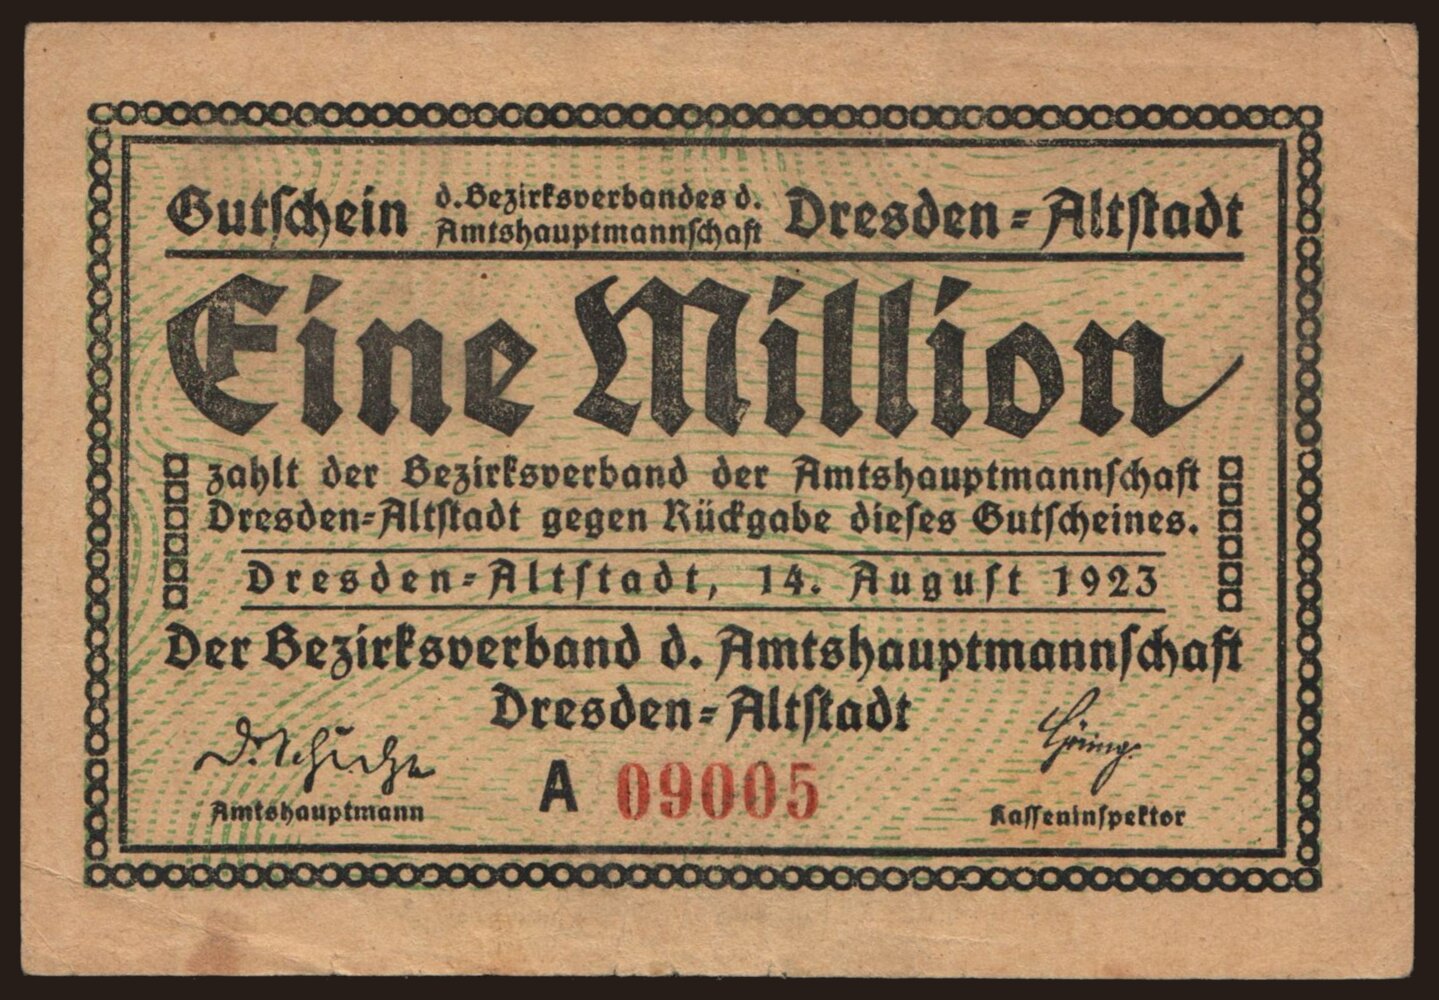 Gutschein d. Bezirksverbandes d. Amtshauptmannschaft Dresden-Altstadt
Eine Million
zahlt der Bezirksverband der Amtshauptmannschaft
Dresden-Altstadt gegen Rückgabe dieses Gutscheines.
Dresden-Altstadt, 14. August 1923
Der Bezirksverband d. Amtshauptmannschaft
Dresden-Altstadt
A 09005
Amtshauptmann
Kasseninspektor